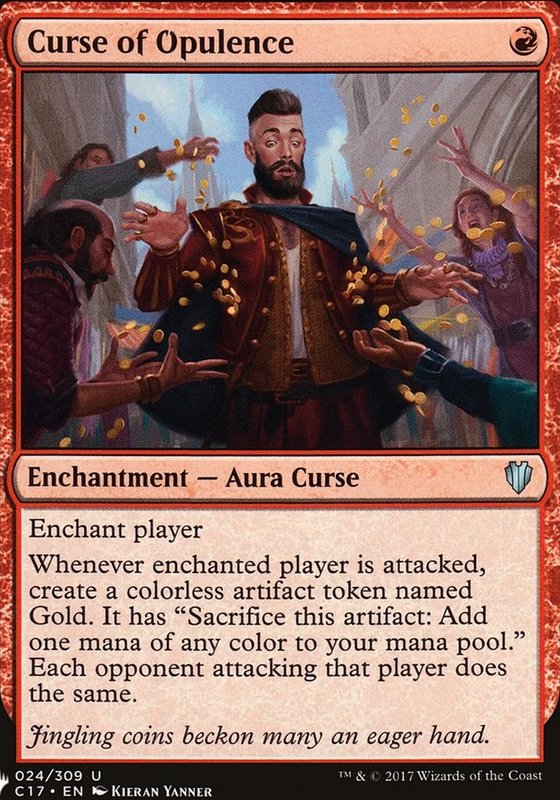 Curse of Opulence
Enchantment — Aura Curse
Enchant player
Whenever enchanted player is attacked,
create a colorless artifact token named
Gold. It has “Sacrifice this artifact: Add
one mana of any color to your mana pool.”
Each opponent attacking that player does
the same.
Jingling coins beckon many an eager hand.
024/309 U
C17 • EN Kieran Yanner
™ & © 2017 Wizards of the Coast